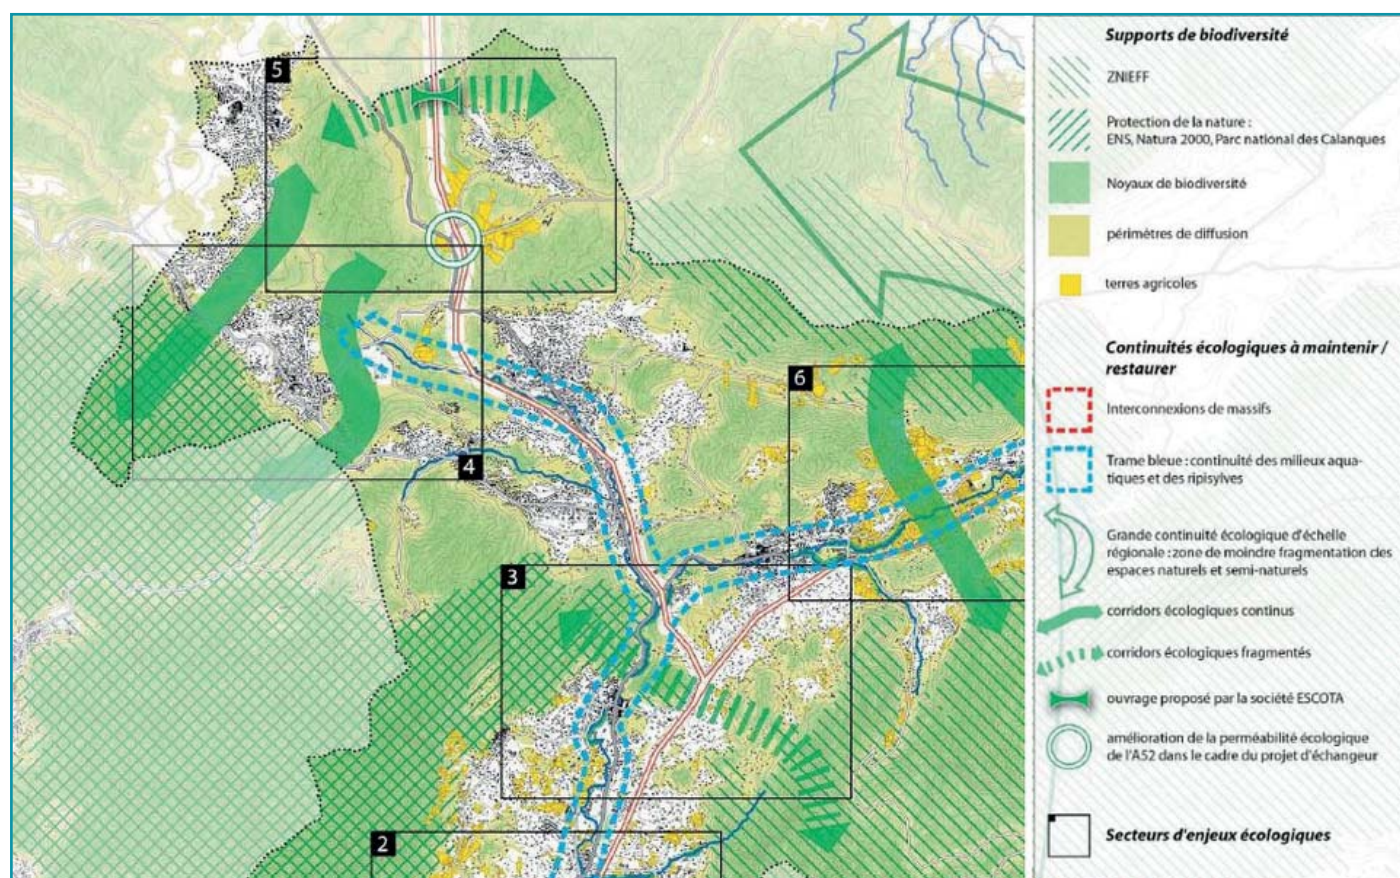 5
6
4
3
2
Supports de biodiversité
ZNIEFF
Protection de la nature :
ENS, Natura 2000, Parc national des Calanques
Noyaux de biodiversité
périmètres de diffusion
terres agricoles
Continuités écologiques à maintenir /
restaurer
Interconnexions de massifs
Trame bleue : continuité des milieux aqua-
tiques et des ripisylves
Grande continuité écologique d'échelle
régionale : zone de moindre fragmentation des
espaces naturels et semi-naturels
corridors écologiques continus
corridors écologiques fragmentés
ouvrage proposé par la société ESCOTA
amélioration de la perméabilité écologique
de l'A52 dans le cadre du projet d'échangeur
Secteurs d'enjeux écologiques